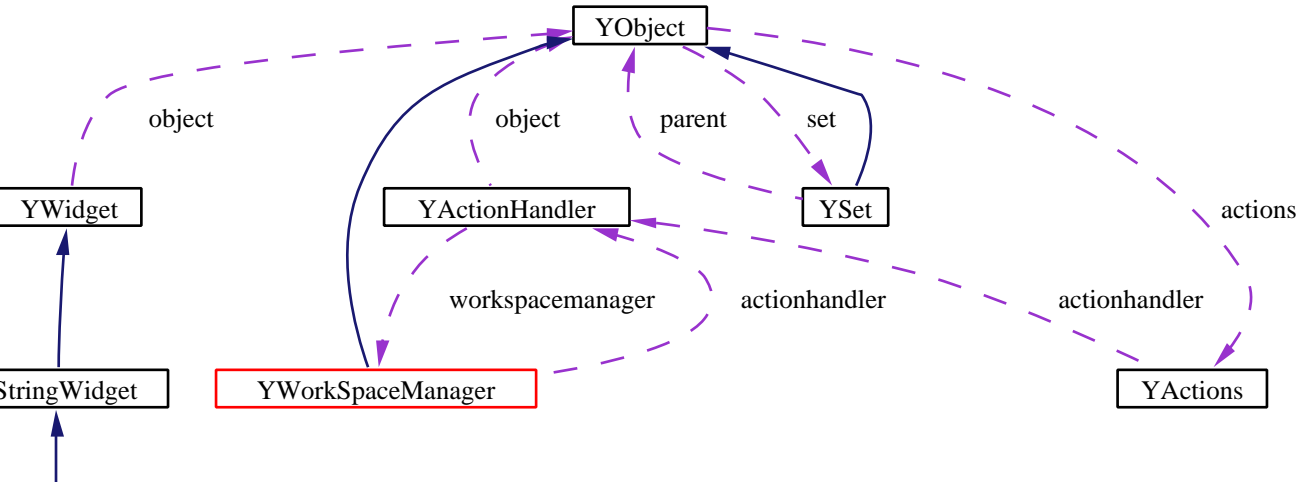 YObject
object
object
parent
set
YWidget
YActionHandler
YSet
actions
workspacemanager
actionhandler
actionhandler
StringWidget
YWorkSpaceManager
YActions